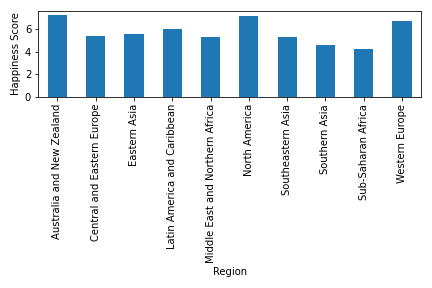 Happiness Score
6
4
2
0
Australia and New Zealand
Central and Eastern Europe
Eastern Asia
Latin America and Caribbean
Middle East and Northern Africa
North America
Southeastern Asia
Southern Asia
Sub-Saharan Africa
Western Europe
Region